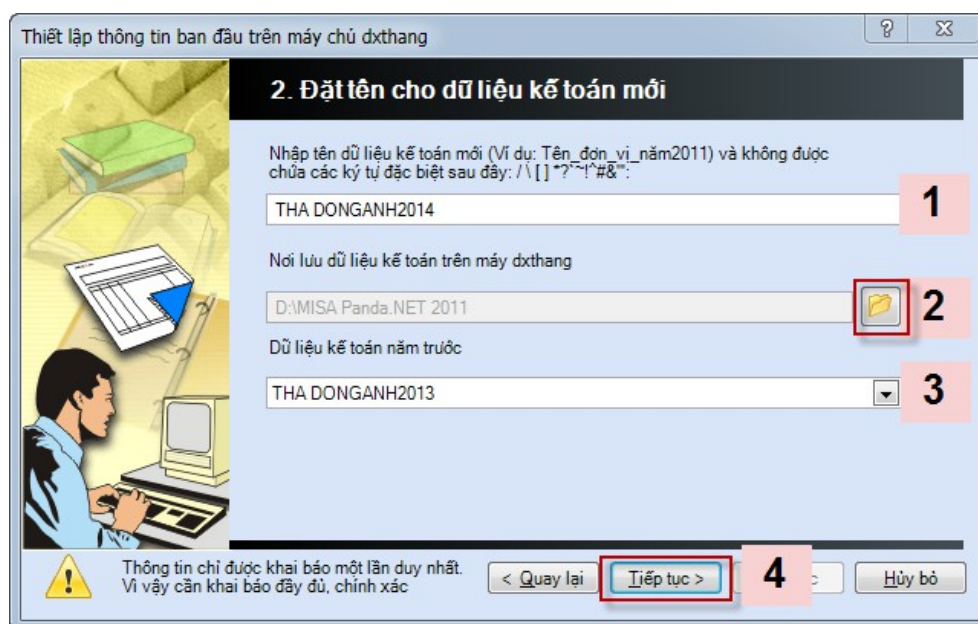 Thiết lập thông tin ban đầu trên máy chủ dxthang
2. Đặt tên cho dữ liệu kế toán mới
Nhập tên dữ liệu kế toán mới (Ví dụ: Tên_đơn_vị_năm2011) và không được
chứa các ký tự đặc biệt sau đây: / \ [ ] *?`~!^#&'":
THA DONGANH2014
1
Nơi lưu dữ liệu kế toán trên máy dxthang
D:\MISA Panda.NET 2011
2
Dữ liệu kế toán năm trước
THA DONGANH2013
3
Thông tin chỉ được khai báo một lần duy nhất.
Vì vậy cần khai báo đầy đủ, chính xác
< Quay lại
Tiếp tục >
4
Hủy bỏ